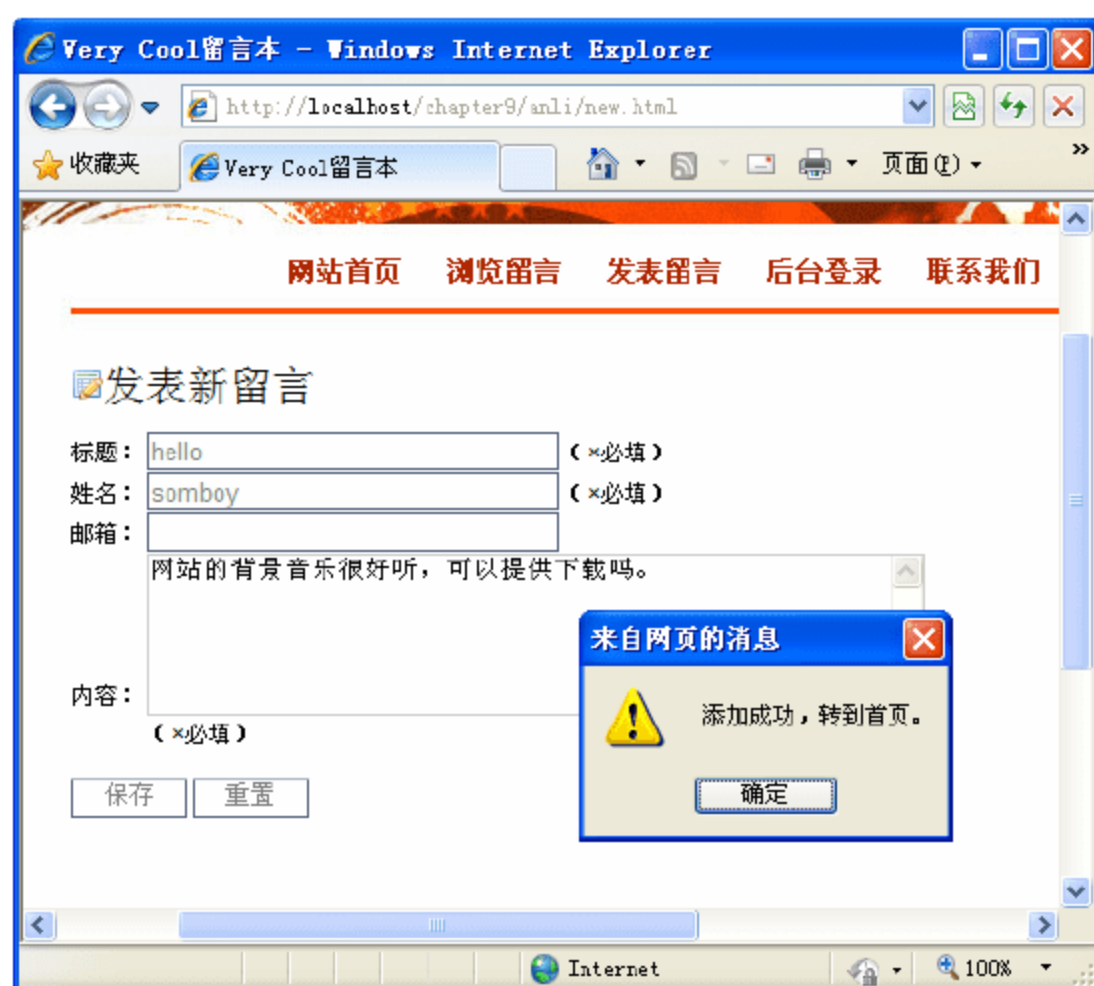 Very Cool留言本 - Windows Internet Explorer
http://localhost/chapter9/anli/new.html
收藏夹 Very Cool留言本 页面(P) »
网站首页 浏览留言 发表留言 后台登录 联系我们
发表新留言
标题： hello （×必填）
姓名： somboy （×必填）
邮箱：
网站的背景音乐很好听，可以提供下载吗。
内容：
（×必填）
保存 重置
来自网页的消息
添加成功，转到首页。
确定
Internet 100%